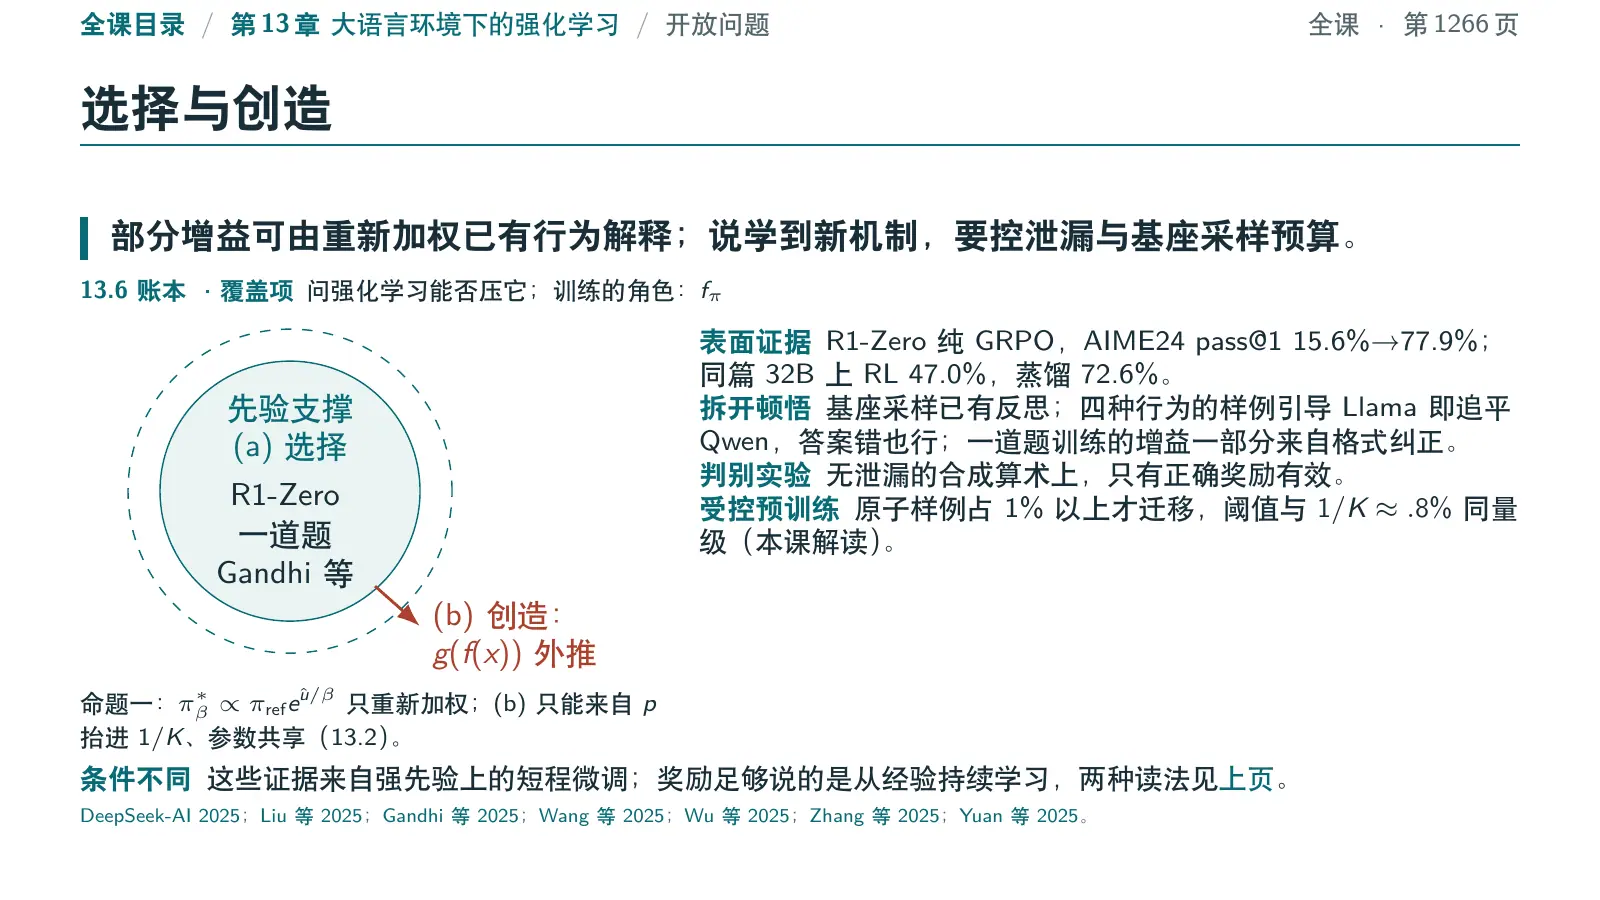 全课目录 / 第 13 章 大语言环境下的强化学习 / 开放问题
全课 · 第 1266 页
选择与创造
部分增益可由重新加权已有行为解释；说学到新机制，要控泄漏与基座采样预算。
13.6 账本 · 覆盖项 问强化学习能否压它；训练的角色：f_π
先验支撑
(a) 选择
R1-Zero
一道题
Gandhi 等
(b) 创造：
g(f(x)) 外推
命题一：π*_β ∝ π_ref e^{û/β} 只重新加权；(b) 只能来自 p
抬进 1/K、参数共享（13.2）。
表面证据 R1-Zero 纯 GRPO，AIME24 pass@1 15.6%→77.9%；
同篇 32B 上 RL 47.0%，蒸馏 72.6%。
拆开顿悟 基座采样已有反思；四种行为的样例引导 Llama 即追平
Qwen，答案错也行；一道题训练的增益一部分来自格式纠正。
判别实验 无泄漏的合成算术上，只有正确奖励有效。
受控预训练 原子样例占 1% 以上才迁移，阈值与 1/K ≈ .8% 同量
级（本课解读）。
条件不同 这些证据来自强先验上的短程微调；奖励足够说的是从经验持续学习，两种读法见上页。
DeepSeek-AI 2025；Liu 等 2025；Gandhi 等 2025；Wang 等 2025；Wu 等 2025；Zhang 等 2025；Yuan 等 2025。